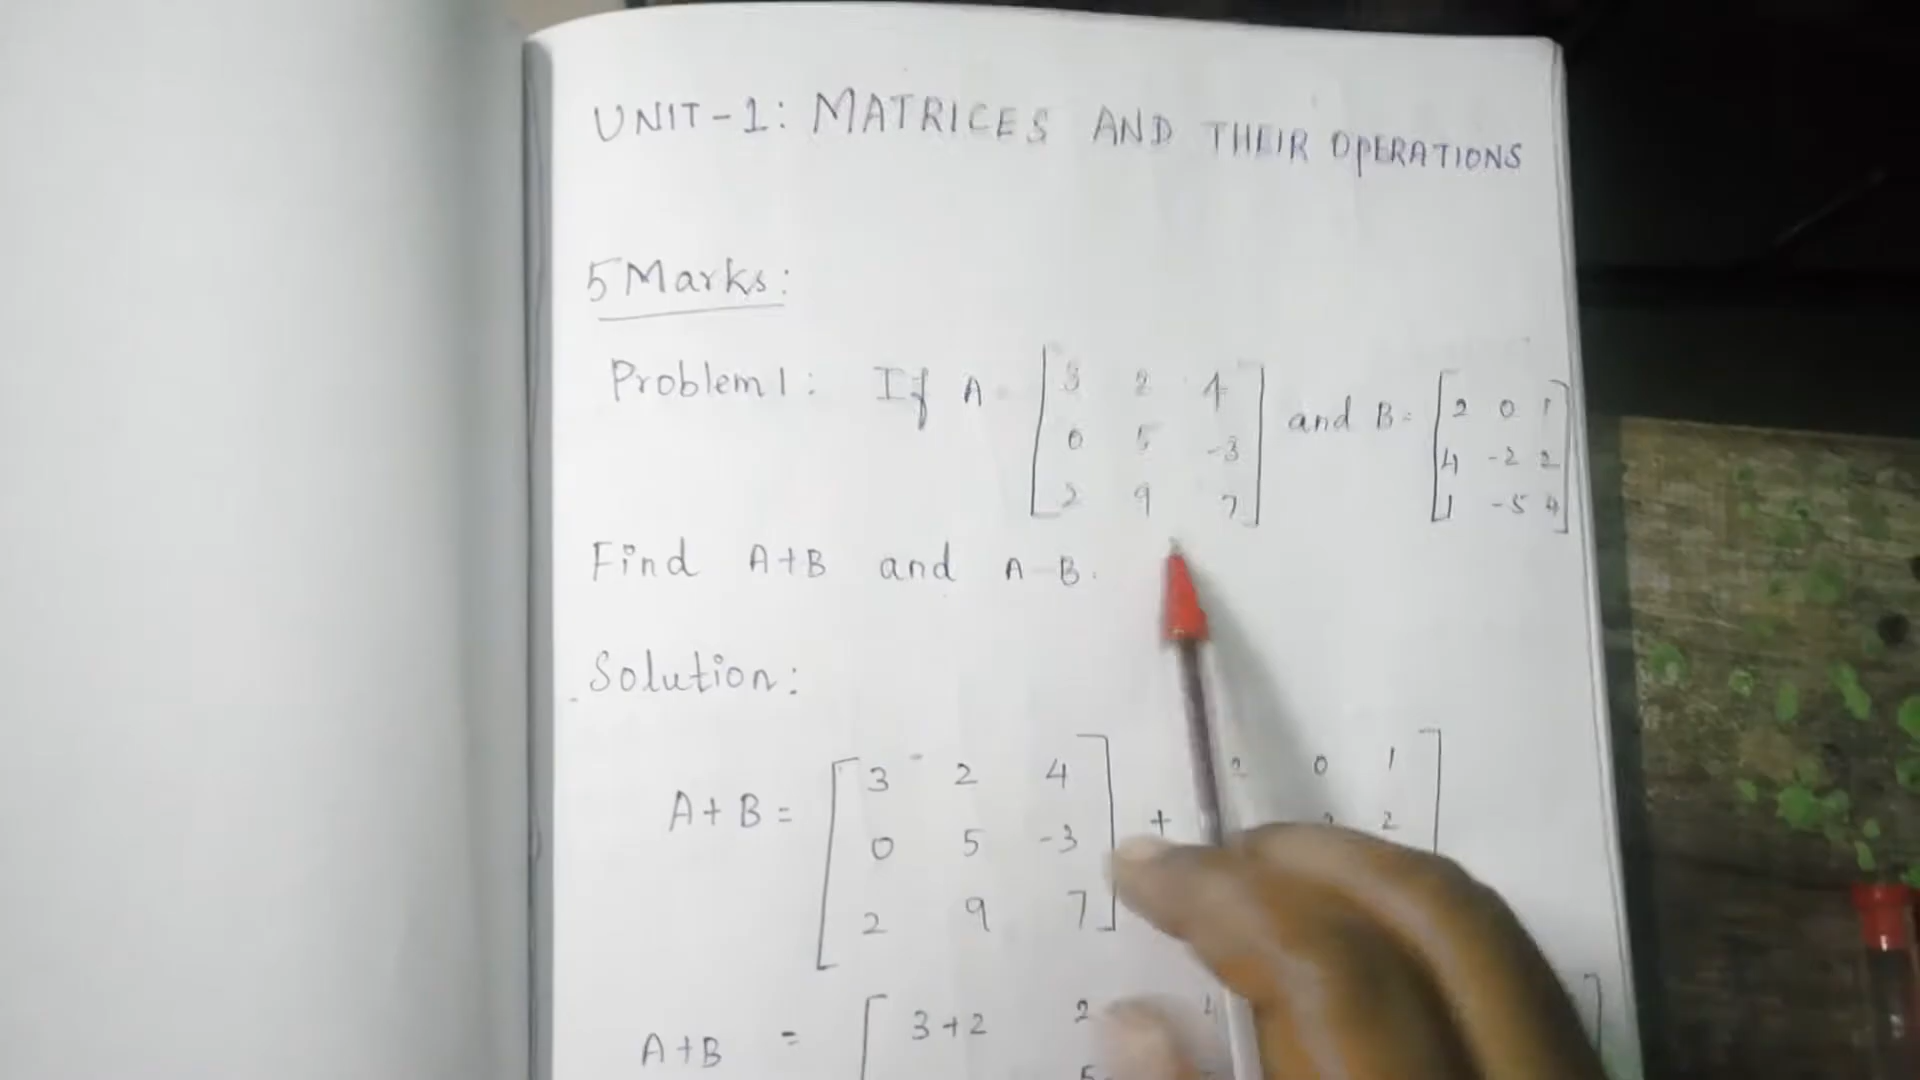 UNIT-1: MATRICES AND THEIR OPERATIONS
5 Marks:
Problem 1: If A [3 2 4 and B = [2 0 1
0 5 -3 4 -2 2
2 9 7] 1 -5 4]
Find A+B and A-B.
Solution:
A+B = [3 2 4 + 2 0 1
0 5 -3 2
2 9 7]
A+B = [3+2 2
5